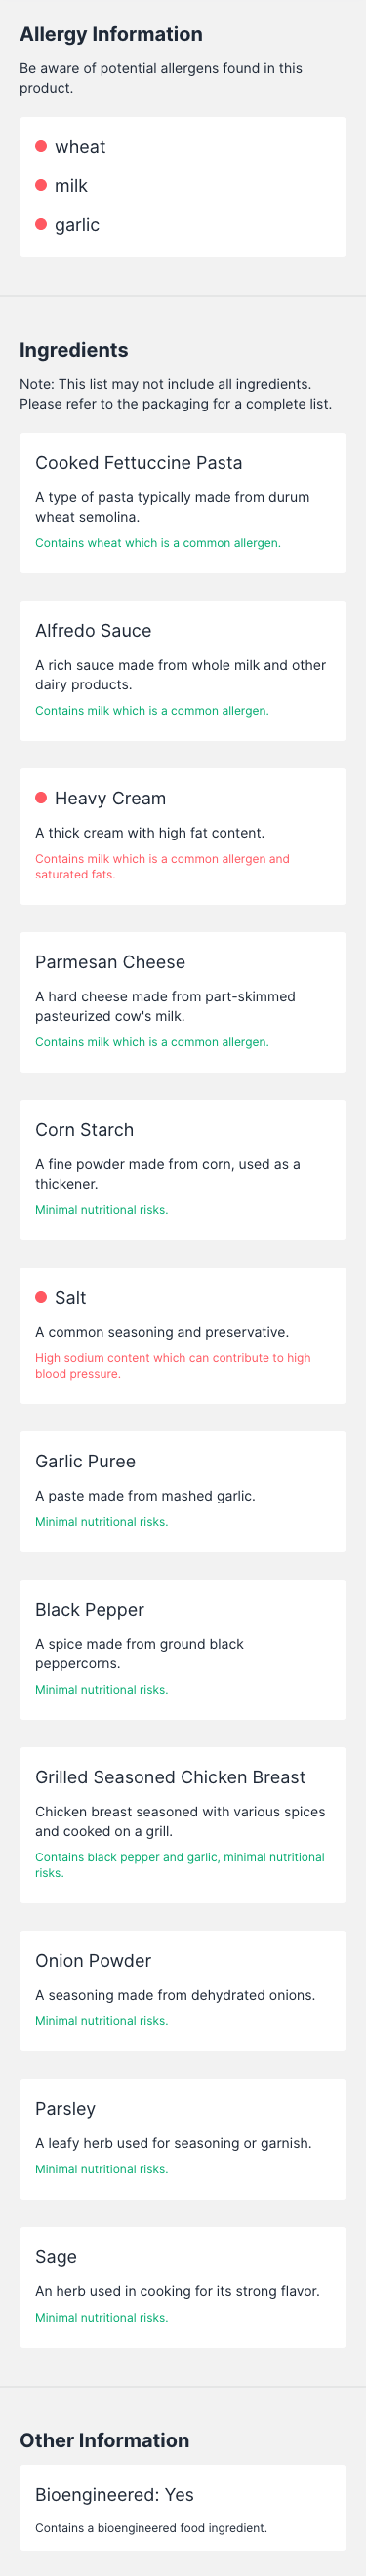 Allergy Information
Be aware of potential allergens found in this
product.
wheat
milk
garlic
Ingredients
Note: This list may not include all ingredients.
Please refer to the packaging for a complete list.
Cooked Fettuccine Pasta
A type of pasta typically made from durum
wheat semolina.
Contains wheat which is a common allergen.
Alfredo Sauce
A rich sauce made from whole milk and other
dairy products.
Contains milk which is a common allergen.
Heavy Cream
A thick cream with high fat content.
Contains milk which is a common allergen and
saturated fats.
Parmesan Cheese
A hard cheese made from part-skimmed
pasteurized cow's milk.
Contains milk which is a common allergen.
Corn Starch
A fine powder made from corn, used as a
thickener.
Minimal nutritional risks.
Salt
A common seasoning and preservative.
High sodium content which can contribute to high
blood pressure.
Garlic Puree
A paste made from mashed garlic.
Minimal nutritional risks.
Black Pepper
A spice made from ground black
peppercorns.
Minimal nutritional risks.
Grilled Seasoned Chicken Breast
Chicken breast seasoned with various spices
and cooked on a grill.
Contains black pepper and garlic, minimal nutritional
risks.
Onion Powder
A seasoning made from dehydrated onions.
Minimal nutritional risks.
Parsley
A leafy herb used for seasoning or garnish.
Minimal nutritional risks.
Sage
An herb used in cooking for its strong flavor.
Minimal nutritional risks.
Other Information
Bioengineered: Yes
Contains a bioengineered food ingredient.